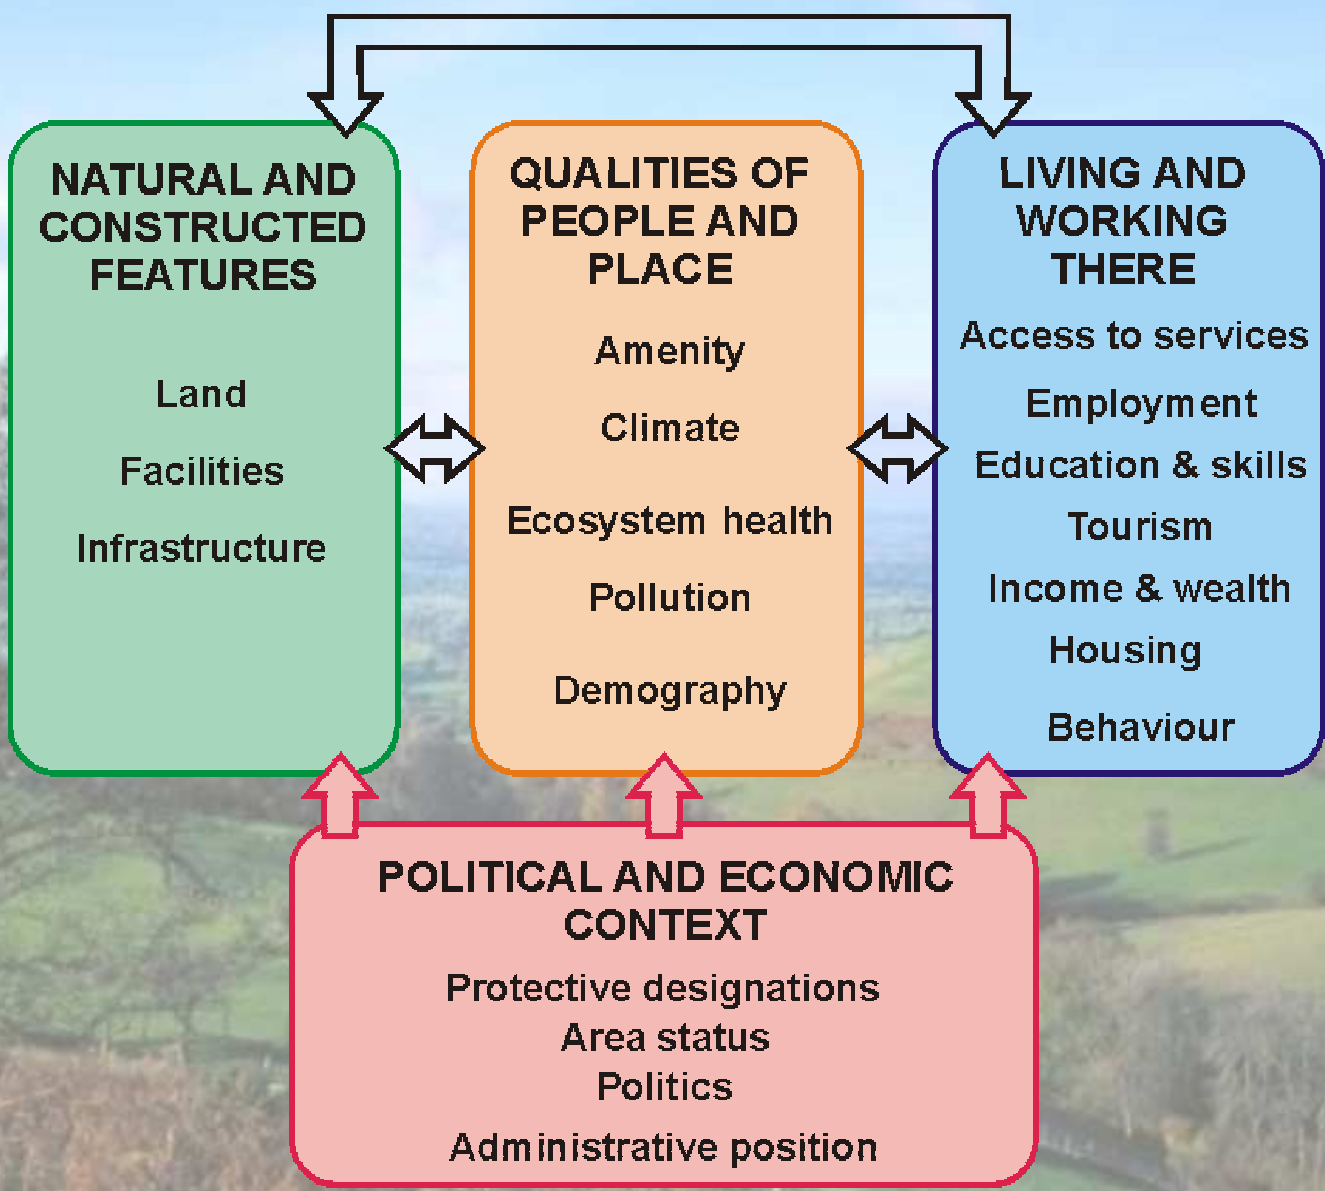 NATURAL AND
CONSTRUCTED
FEATURES
Land
Facilities
Infrastructure
QUALITIES OF
PEOPLE AND
PLACE
Amenity
Climate
Ecosystem health
Pollution
Demography
LIVING AND
WORKING
THERE
Access to services
Employment
Education & skills
Tourism
Income & wealth
Housing
Behaviour
POLITICAL AND ECONOMIC
CONTEXT
Protective designations
Area status
Politics
Administrative position